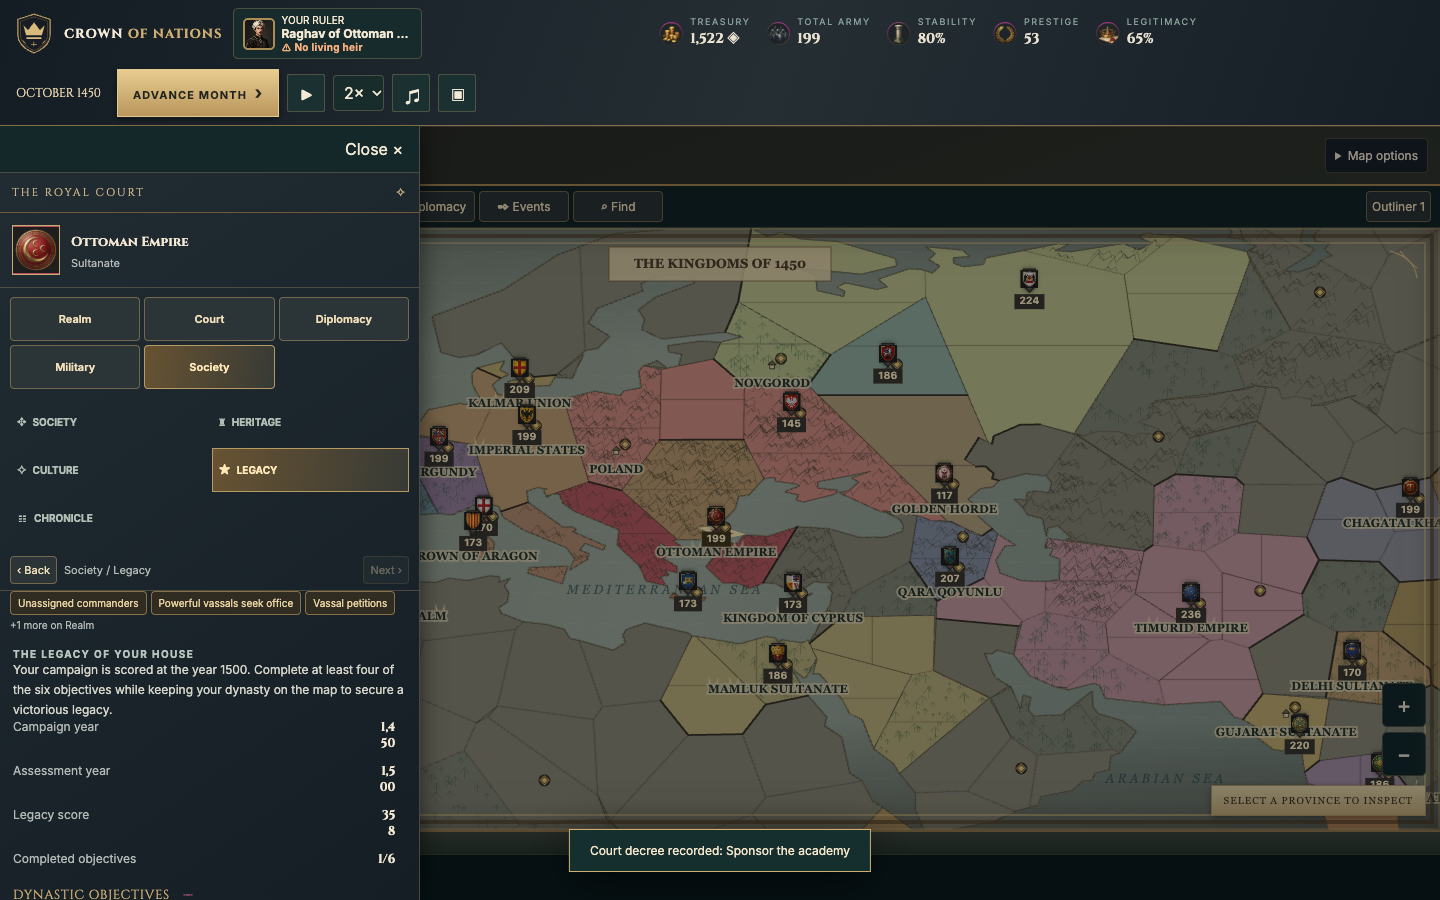 CROWN OF NATIONS
YOUR RULER
Raghav of Ottoman ...
⚠ No living heir
TREASURY
1,522
TOTAL ARMY
199
STABILITY
80%
PRESTIGE
53
LEGITIMACY
65%
OCTOBER 1450
ADVANCE MONTH ›
2×
Close ×
Map options
THE ROYAL COURT
plomacy
Events
Find
Outliner 1
OTTOMAN EMPIRE
Sultanate
Realm
Court
Diplomacy
Military
Society
SOCIETY
HERITAGE
CULTURE
LEGACY
CHRONICLE
‹ Back
Society / Legacy
Next ›
Unassigned commanders
Powerful vassals seek office
Vassal petitions
+1 more on Realm
THE LEGACY OF YOUR HOUSE
Your campaign is scored at the year 1500. Complete at least four of
the six objectives while keeping your dynasty on the map to secure a
victorious legacy.
Campaign year
1,4
50
Assessment year
1,5
00
Legacy score
35
8
Completed objectives
1/6
DYNASTIC OBJECTIVES
THE KINGDOMS OF 1450
224
186
NOVGOROD
209
KALMAR UNION
145
199
IMPERIAL STATES
199
RGUNDY
POLAND
117
GOLDEN HORDE
199
CHAGATAI KHA
70
173
ROWN OF ARAGON
199
OTTOMAN EMPIRE
207
QARA QOYUNLU
MEDITERRANEAN SEA
173
173
KINGDOM OF CYPRUS
ALM
236
TIMURID EMPIRE
186
MAMLUK SULTANATE
170
DELHI SULTANATE
GUJARAT SULTANATE
220
ARABIAN SEA
186
+
−
SELECT A PROVINCE TO INSPECT
Court decree recorded: Sponsor the academy